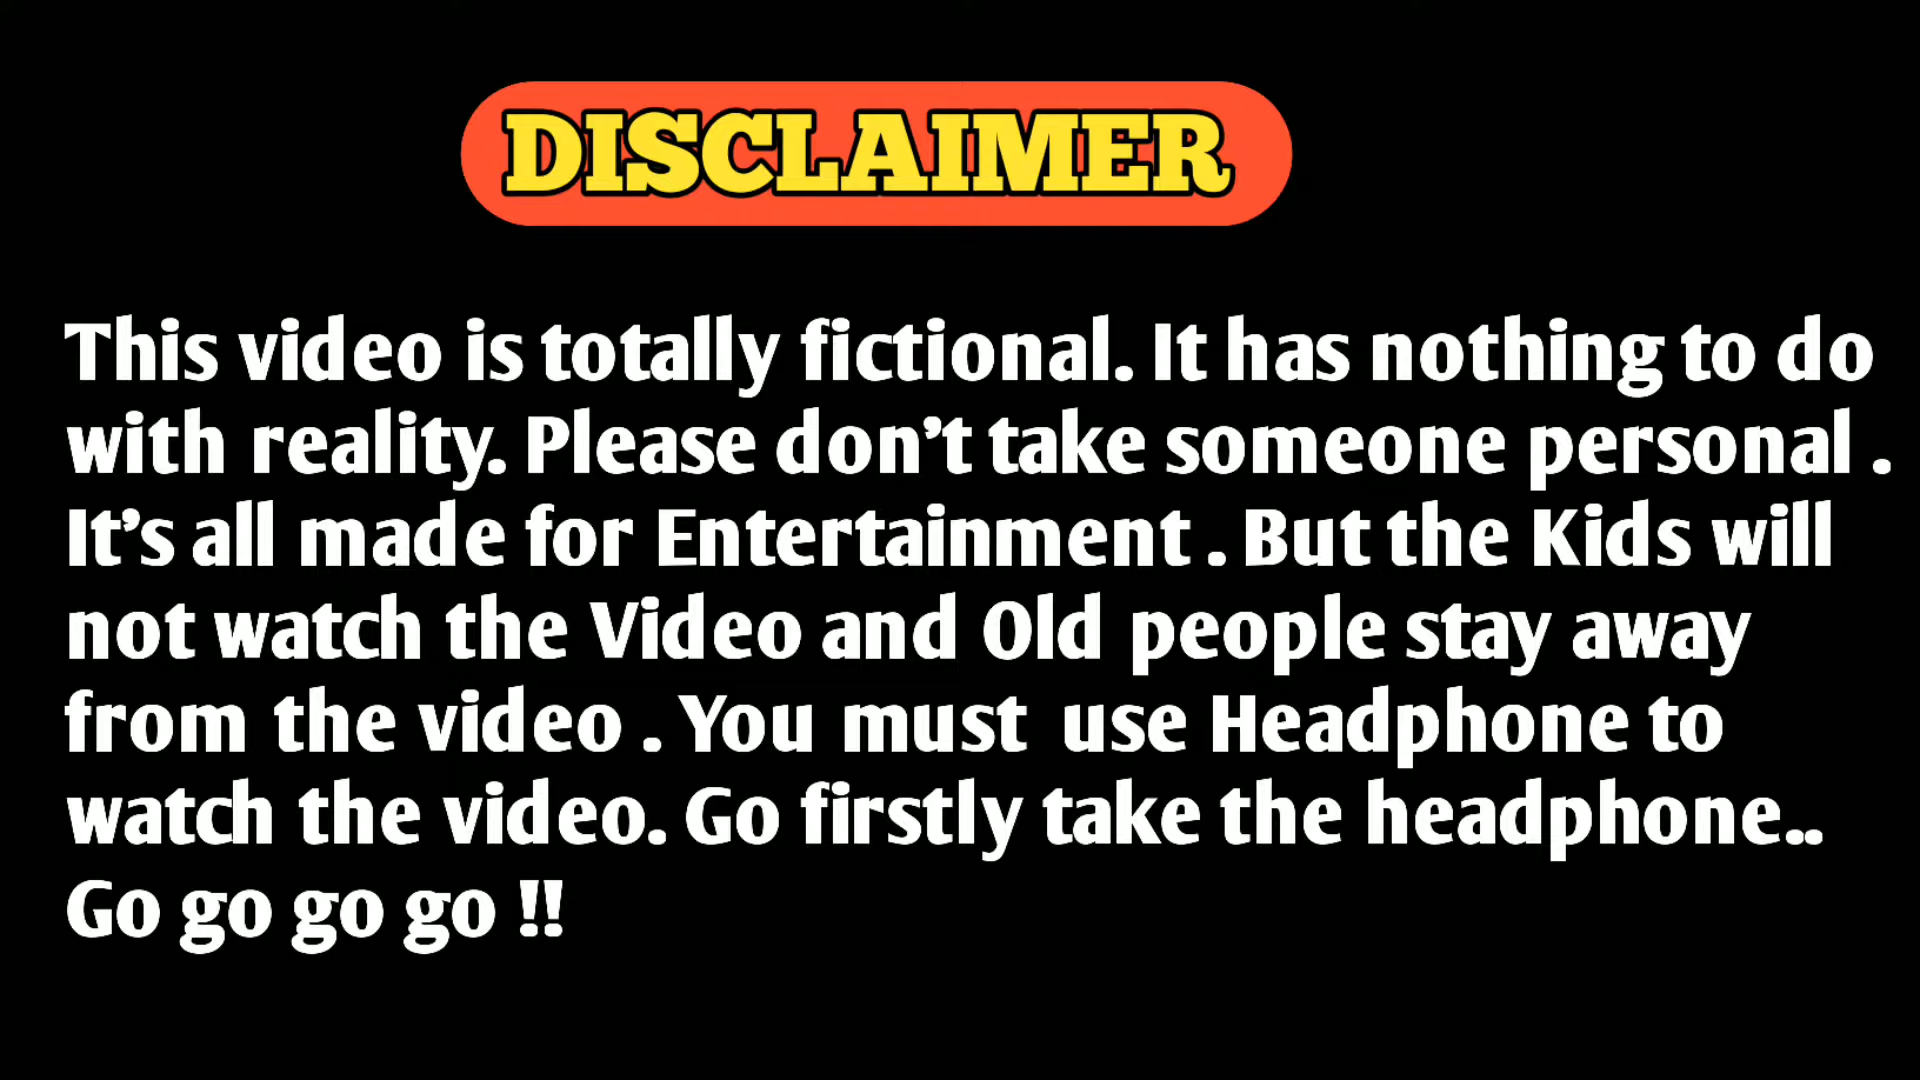 DISCLAIMER
This video is totally fictional. It has nothing to do
with reality. Please don’t take someone personal .
It’s all made for Entertainment . But the Kids will
not watch the Video and Old people stay away
from the video . You must use Headphone to
watch the video. Go firstly take the headphone..
Go go go go !!